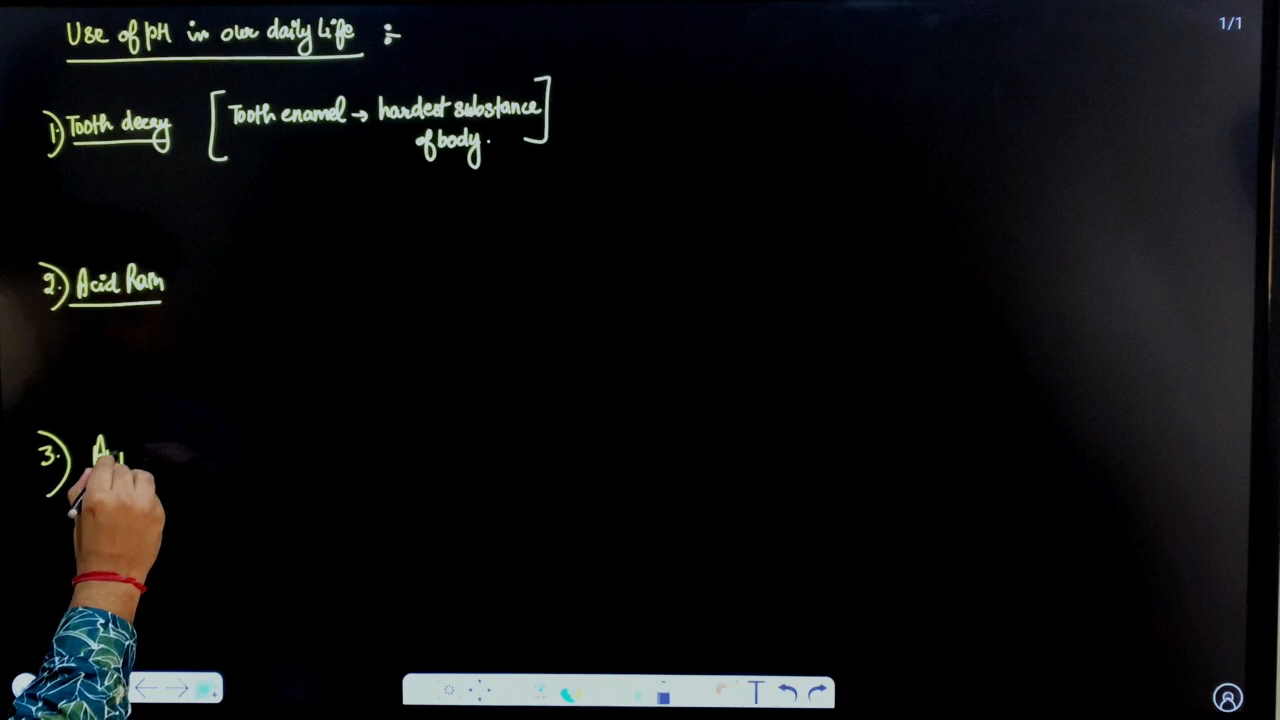 Use of pH in our daily life :-
1/1
1.) Tooth decay [Tooth enamel → hardest substance
of body.]
2.) Acid Rain
3.)
T